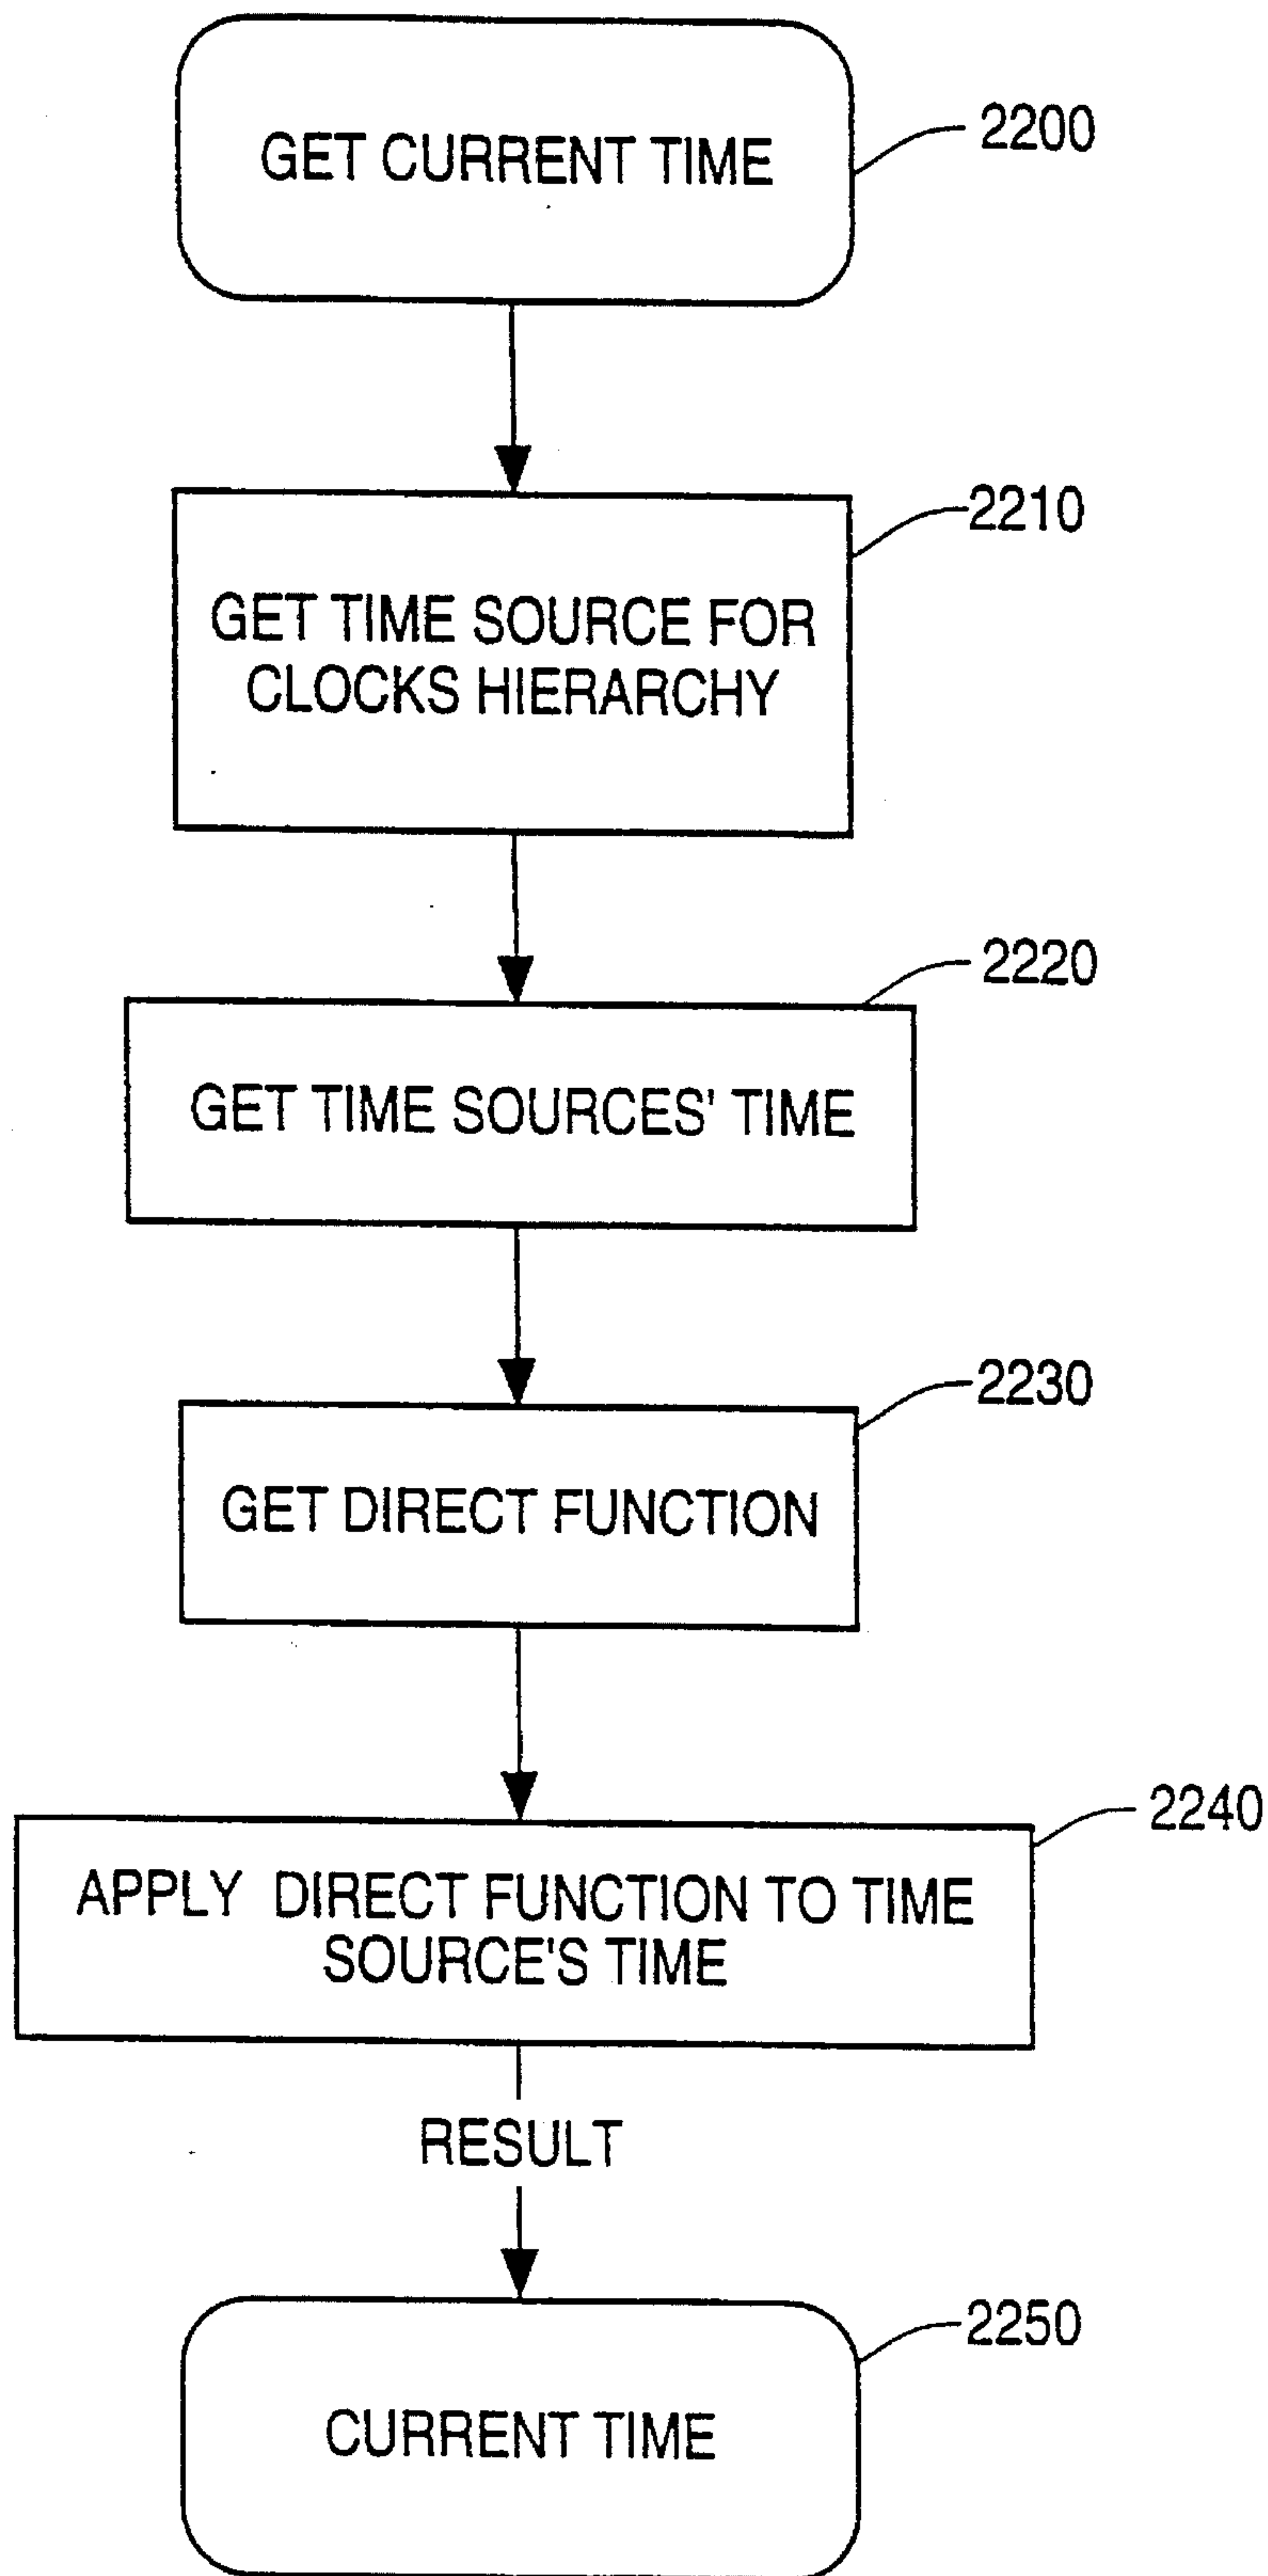 GET CURRENT TIME
2200
2210
GET TIME SOURCE FOR
CLOCKS HIERARCHY
2220
GET TIME SOURCES' TIME
2230
GET DIRECT FUNCTION
2240
APPLY DIRECT FUNCTION TO TIME
SOURCE'S TIME
RESULT
2250
CURRENT TIME